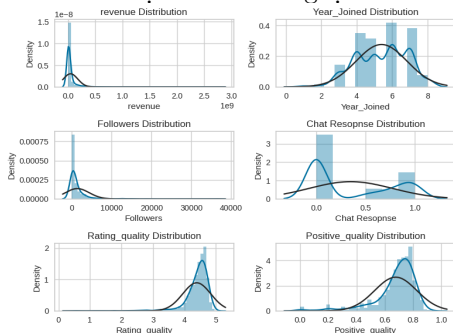 revenue Distribution
1e−8
1.5
1.0
0.5
0.0
Density
0.0 0.5 1.0 1.5 2.0 2.5 3.0
1e9
revenue
Year_Joined Distribution
0.4
0.2
0.0
Density
0 2 4 6 8
Year_Joined
Followers Distribution
0.00075
0.00050
0.00025
0.00000
Density
0 10000 20000 30000 40000
Followers
Chat Resopnse Distribution
3
2
1
0
Density
0.0 0.5 1.0
Chat Resopnse
Rating_quality Distribution
2
1
0
Density
0 1 2 3 4 5
Rating_quality
Positive_quality Distribution
4
2
0
Density
0.0 0.2 0.4 0.6 0.8 1.0
Positive_quality